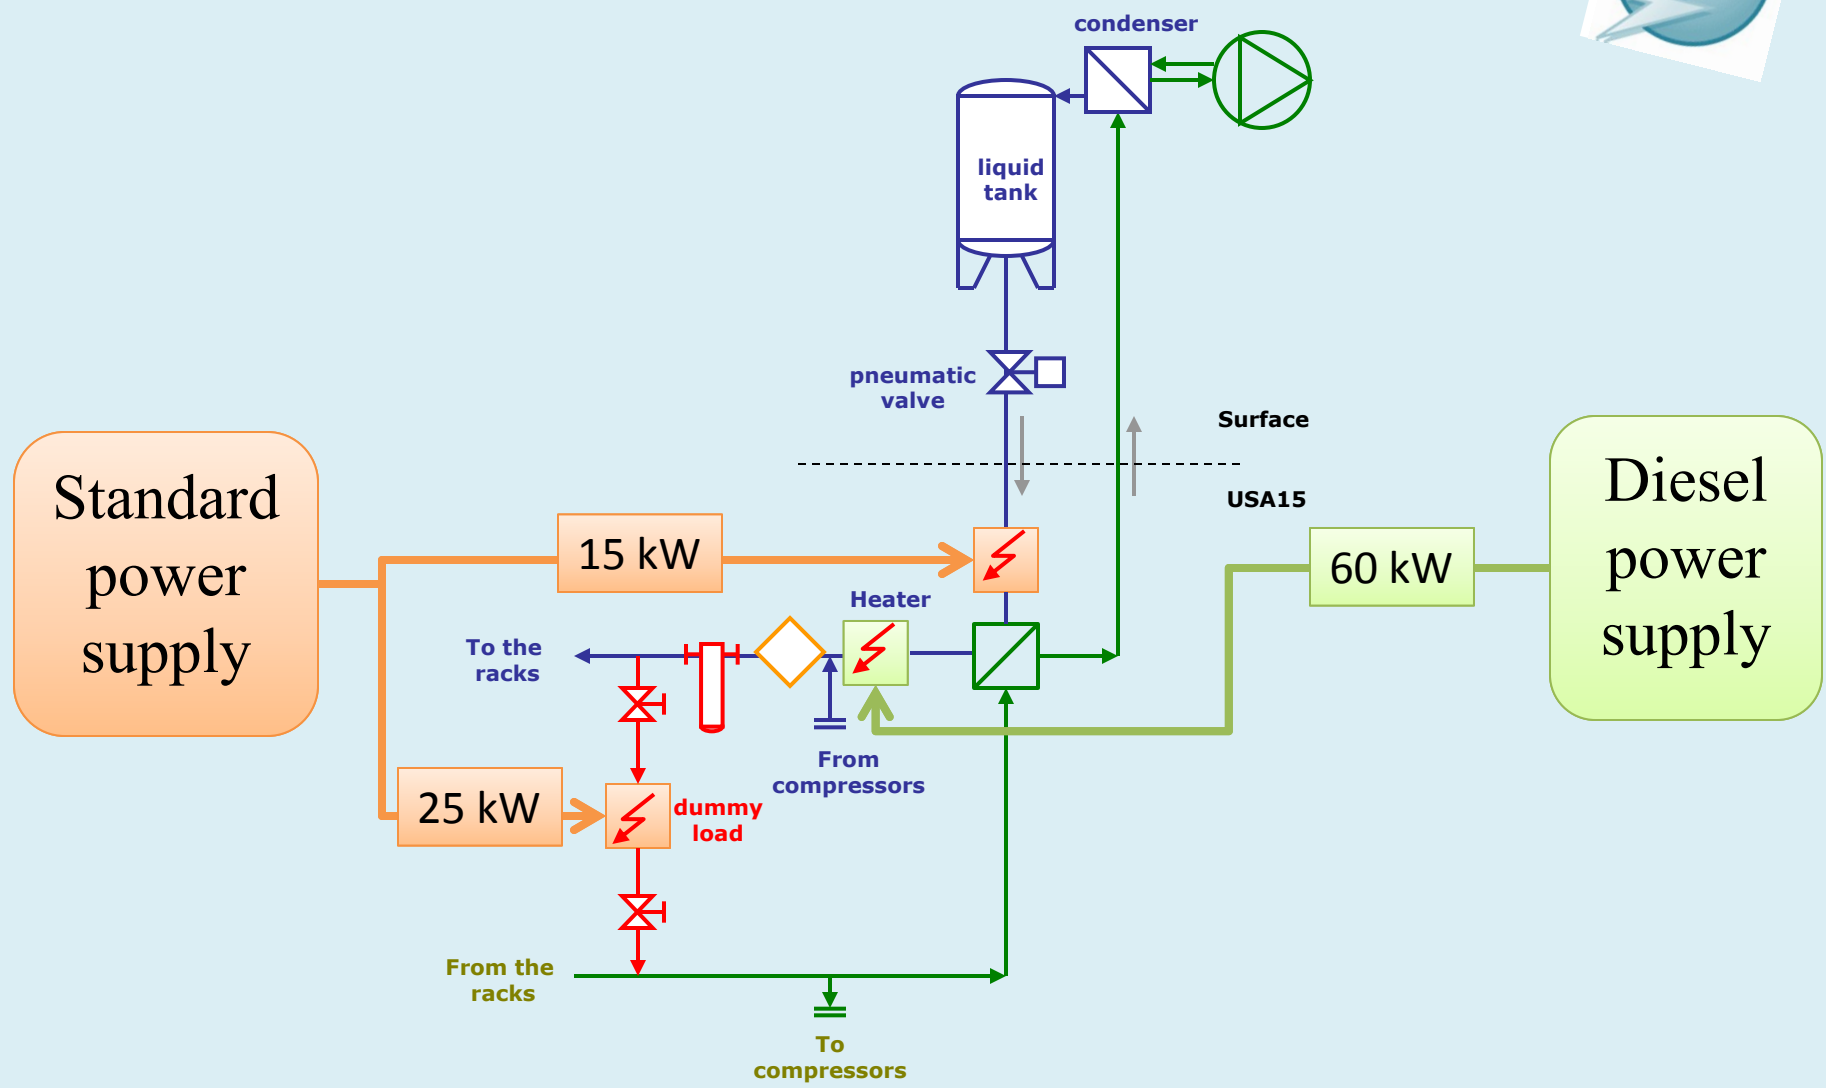 condenser
liquid
tank
pneumatic
valve
Surface
USA15
Standard
power
supply
15 kW
Heater
60 kW
Diesel
power
supply
To the
racks
From
compressors
25 kW
dummy
load
From the
racks
To
compressors